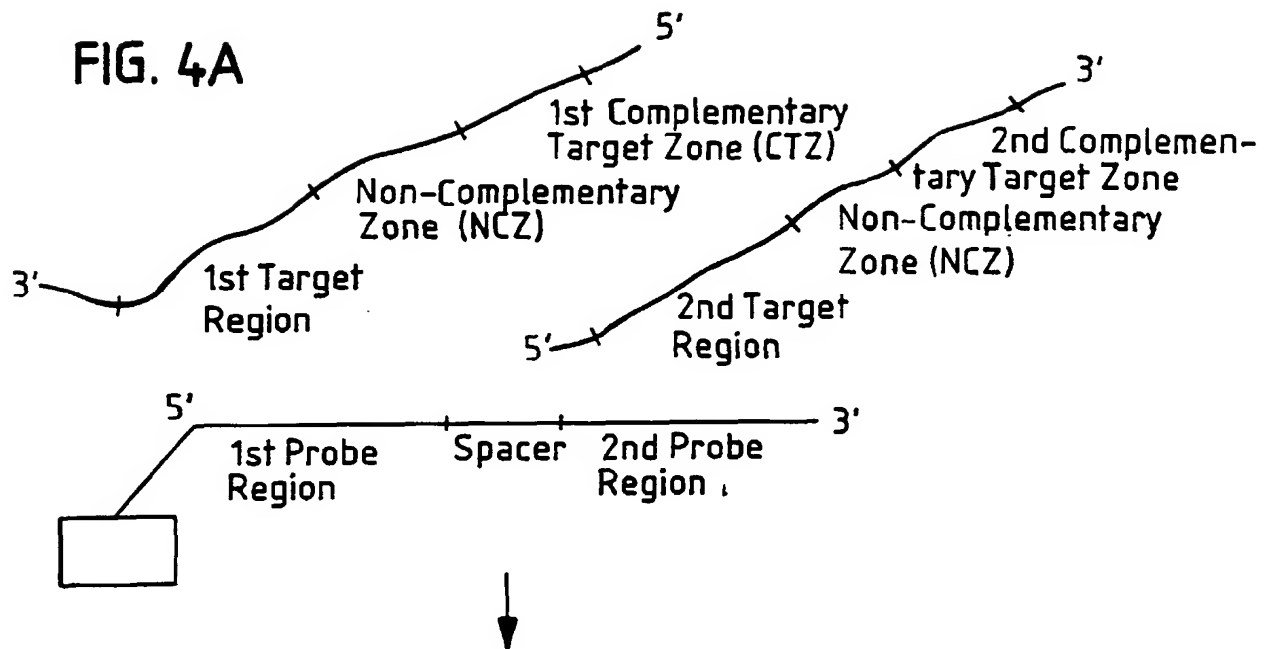 FIG. 4A
5'
1st Complementary
Target Zone (CTZ)
Non-Complementary
Zone (NCZ)
1st Target
Region
3'
3'
2nd Complemen-
tary Target Zone
Non-Complementary
Zone (NCZ)
2nd Target
Region
5'
5'
1st Probe
Region
Spacer
2nd Probe
Region
3'